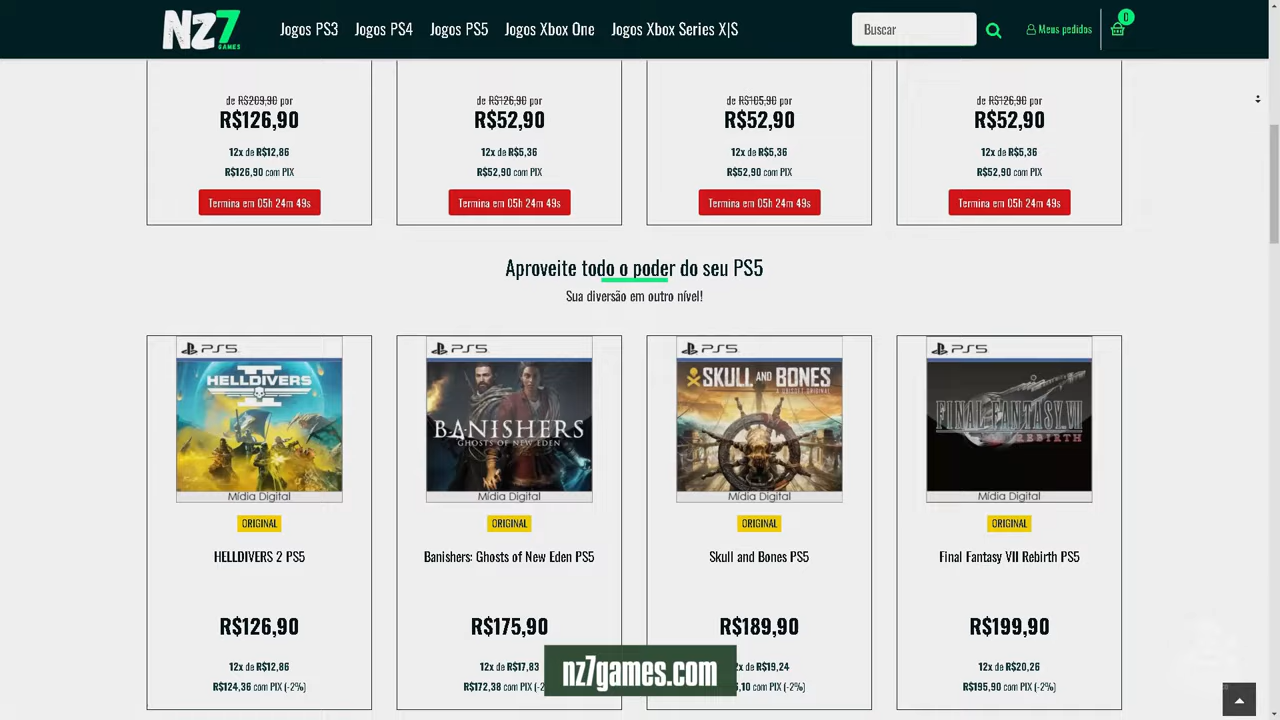 NZ7 GAMES
Jogos PS3 Jogos PS4 Jogos PS5 Jogos Xbox One Jogos Xbox Series X|S
Buscar
Meus pedidos
0
de R$209,90 por
R$126,90
12x de R$12,86
R$126,90 com PIX
Termina em 05h 24m 49s
de R$126,90 por
R$52,90
12x de R$5,36
R$52,90 com PIX
Termina em 05h 24m 49s
de R$105,90 por
R$52,90
12x de R$5,36
R$52,90 com PIX
Termina em 05h 24m 49s
de R$126,90 por
R$52,90
12x de R$5,36
R$52,90 com PIX
Termina em 05h 24m 49s
Aproveite todo o poder do seu PS5
Sua diversão em outro nível!
PS5
HELLDIVERS
II
Mídia Digital
ORIGINAL
HELLDIVERS 2 PS5
R$126,90
12x de R$12,86
R$124,36 com PIX (-2%)
PS5
BANISHERS
GHOSTS OF NEW EDEN
Mídia Digital
ORIGINAL
Banishers: Ghosts of New Eden PS5
R$175,90
12x de R$17,83
R$172,38 com PIX
PS5
SKULL AND BONES
A UBISOFT ORIGINAL
Mídia Digital
ORIGINAL
Skull and Bones PS5
R$189,90
de R$19,24
com PIX (-2%)
PS5
FINAL FANTASY VII
REBIRTH
Mídia Digital
ORIGINAL
Final Fantasy VII Rebirth PS5
R$199,90
12x de R$20,26
R$195,90 com PIX (-2%)
nz7games.com